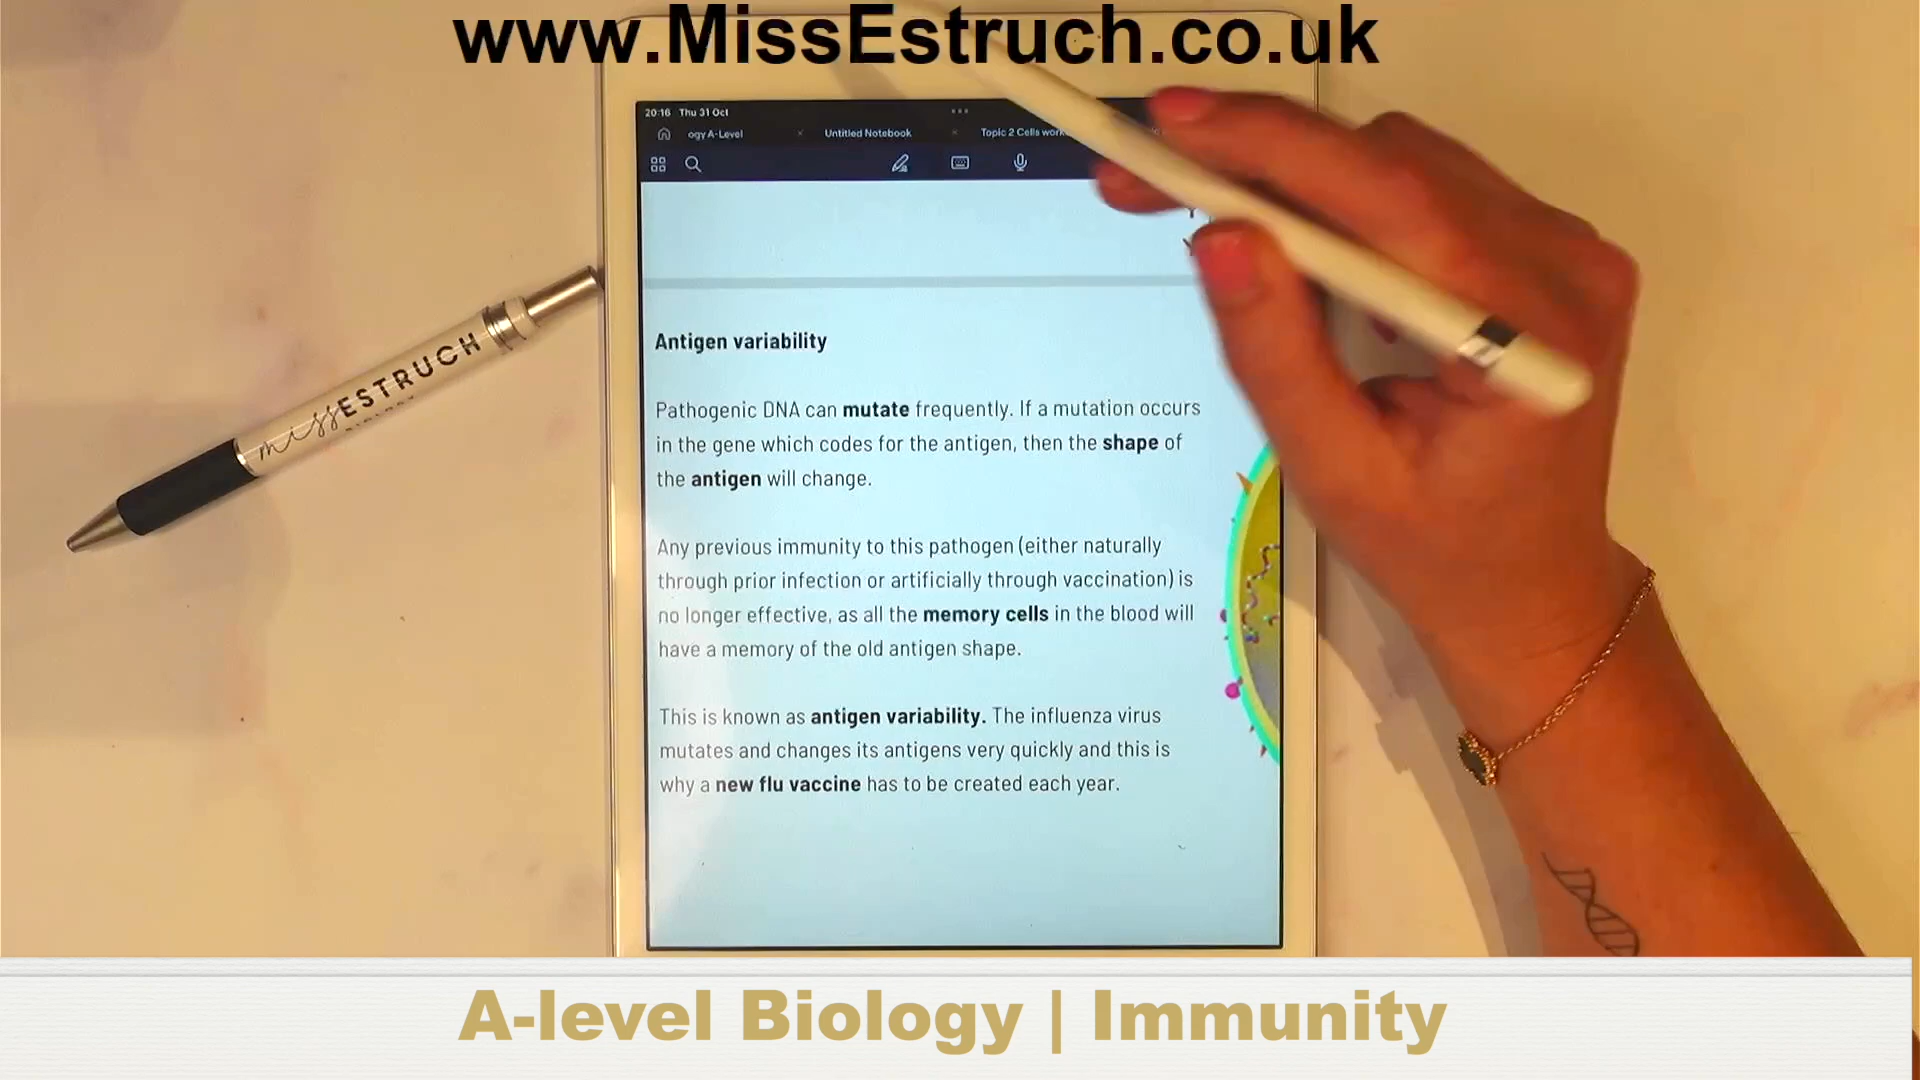 www.MissEstruch.co.uk
20:16 Thu 31 Oct
ogy A-Level
Untitled Notebook
Topic 2 Cells work
missESTRUCH
BIOLOGY
Antigen variability
Pathogenic DNA can mutate frequently. If a mutation occurs
in the gene which codes for the antigen, then the shape of
the antigen will change.
Any previous immunity to this pathogen (either naturally
through prior infection or artificially through vaccination) is
no longer effective, as all the memory cells in the blood will
have a memory of the old antigen shape.
This is known as antigen variability. The influenza virus
mutates and changes its antigens very quickly and this is
why a new flu vaccine has to be created each year.
A-level Biology | Immunity